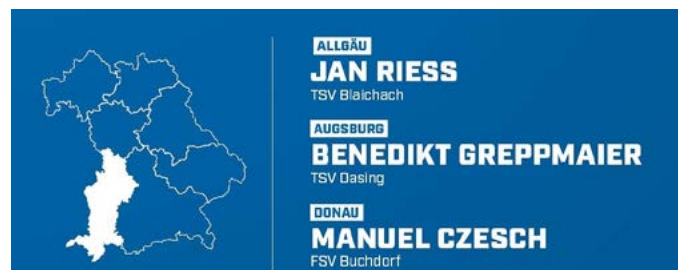 ALLGÄU
JAN RIESS
TSV Blaichach
AUGSBURG
BENEDIKT GREPPMAIER
TSV Dasing
DONAU
MANUEL CZESCH
FSV Buchdorf